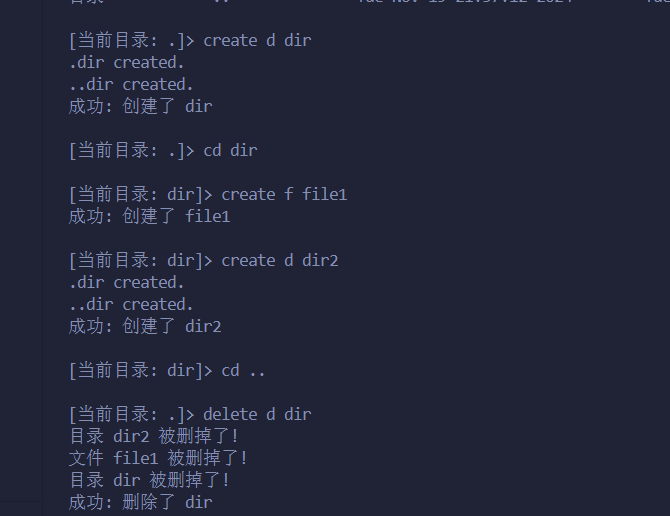 [当前目录: .]> create d dir
.dir created.
..dir created.
成功: 创建了 dir
[当前目录: .]> cd dir
[当前目录: dir]> create f file1
成功: 创建了 file1
[当前目录: dir]> create d dir2
.dir created.
..dir created.
成功: 创建了 dir2
[当前目录: dir]> cd ..
[当前目录: .]> delete d dir
目录 dir2 被删掉了!
文件 file1 被删掉了!
目录 dir 被删掉了!
成功: 删除了 dir